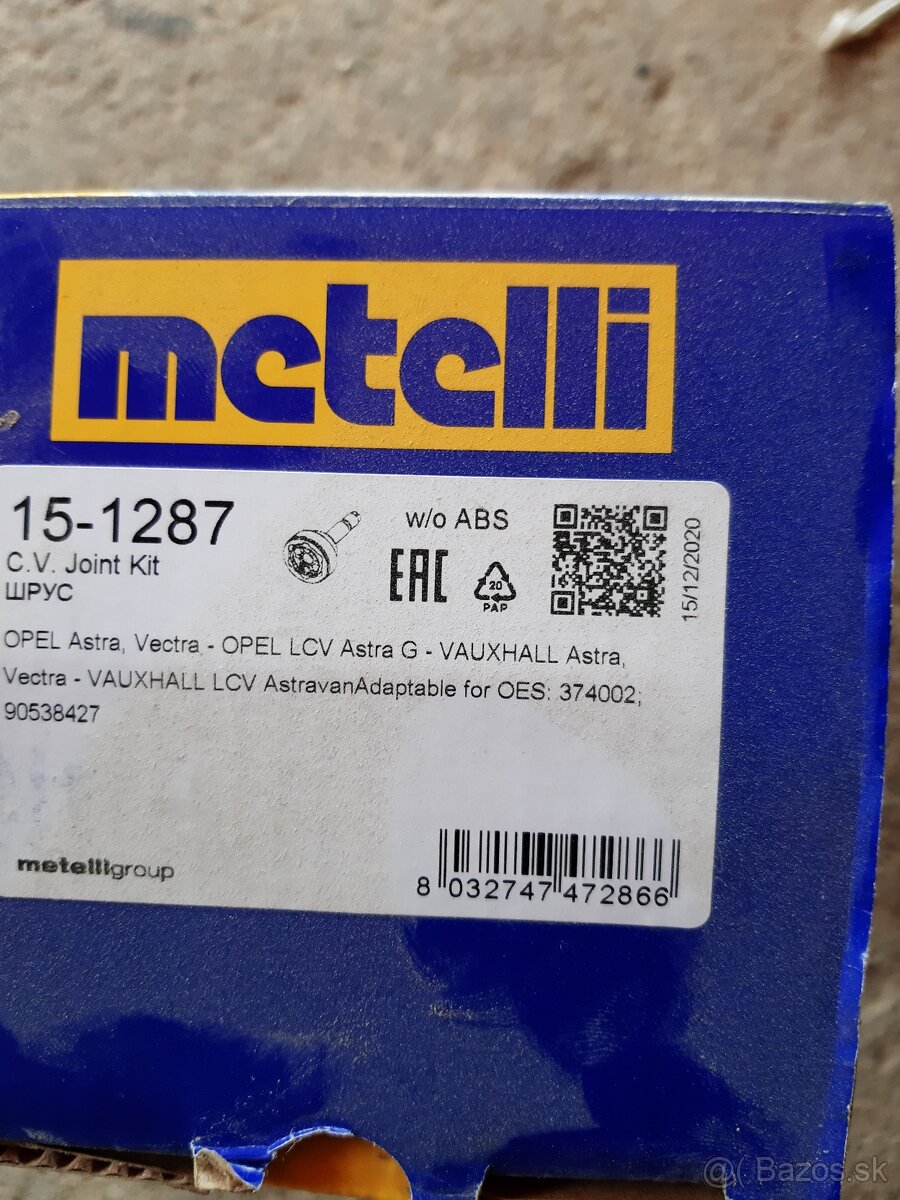 metelli
15-1287
C.V. Joint Kit
ШРУС
w/o ABS
EAC
20
PAP
15/12/2020
OPEL Astra, Vectra - OPEL LCV Astra G - VAUXHALL Astra,
Vectra - VAUXHALL LCV AstravanAdaptable for OES: 374002;
90538427
metelligroup
8 032747 472866
@( Bazos.sk